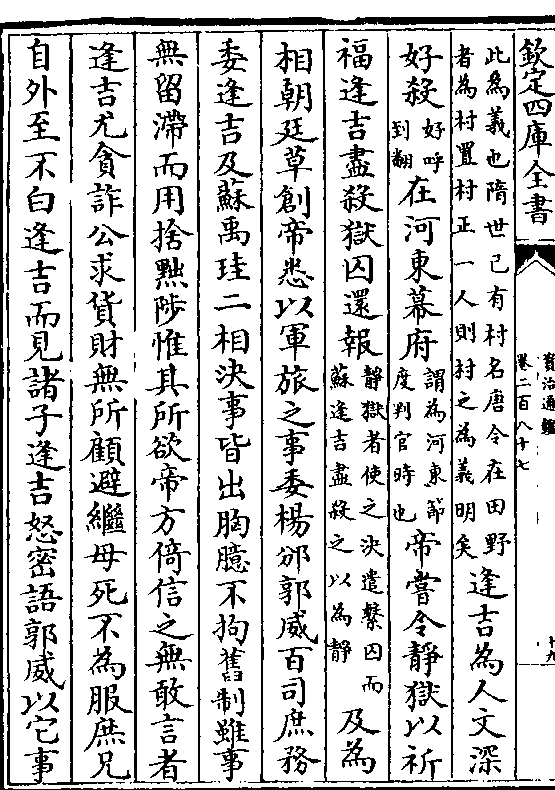 欽定四庫全書
資治通鑑
卷二百八十七
十九
此為義也隋世已有村名唐令在田野
者為村置村正一人則村之為義明矣
逢吉為人文深
好殺
好呼
到翻
在河東幕府
謂為河東節
度判官時也
帝嘗令靜獄以祈
福逢吉盡殺獄囚還報
靜獄者使之決遣繫囚而
蘇逢吉盡殺之以為靜
及為
相朝廷草創帝悉以軍旅之事委楊邠郭威百司庶務
委逢吉及蘇禹珪二相決事皆出胸臆不拘舊制雖事
無留滯而用捨黜陟惟其所欲帝方倚信之無敢言者
逢吉尤貪詐公求貨財無所顧避繼母死不為服庶兄
自外至不白逢吉而見諸子逢吉怒密語郭威以它事